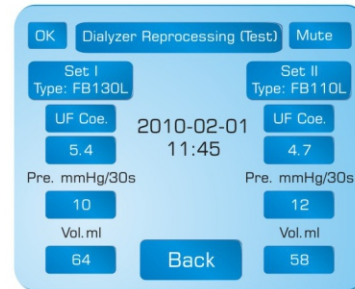 OK Dialyzer Reprocessing (Test) Mute
Set I
Type: FB130L
UF Coe.
5.4
Pre. mmHg/30s
10
Vol.ml
64
2010-02-01
11:45
Back
Set II
Type: FB110L
UF Coe.
4.7
Pre. mmHg/30s
12
Vol.ml
58